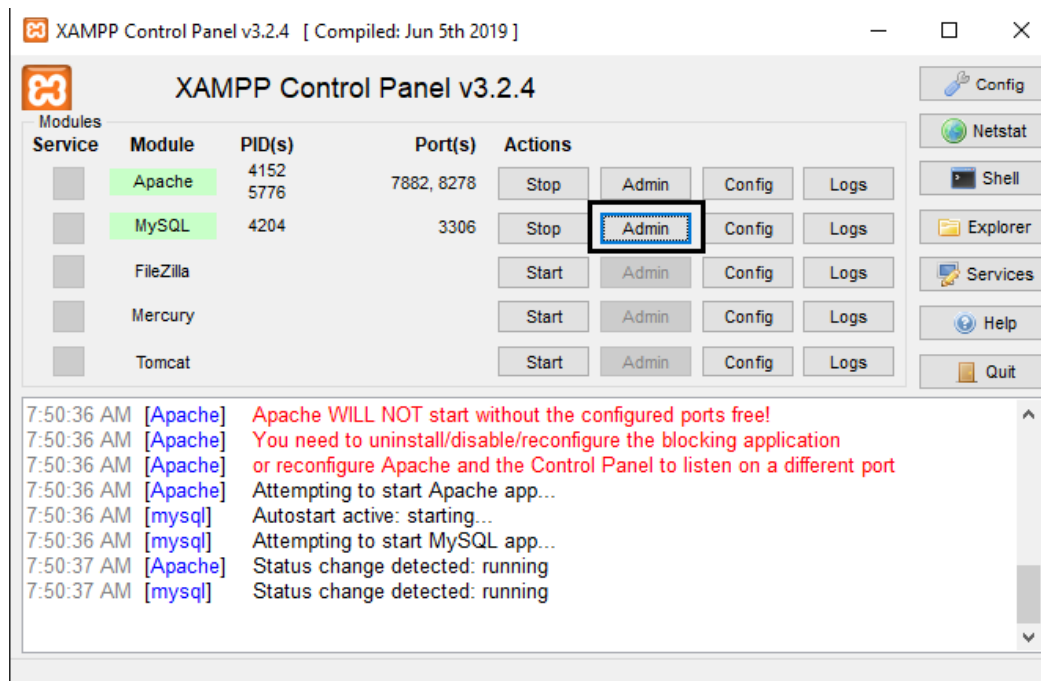 XAMPP Control Panel v3.2.4 [ Compiled: Jun 5th 2019 ]
XAMPP Control Panel v3.2.4
Config
Modules
Netstat
Service Module PID(s) Port(s) Actions
Apache 4152 5776 7882, 8278 Stop Admin Config Logs
Shell
MySQL 4204 3306 Stop Admin Config Logs
Explorer
FileZilla Start Admin Config Logs
Services
Mercury Start Admin Config Logs
Help
Tomcat Start Admin Config Logs
Quit
7:50:36 AM [Apache] Apache WILL NOT start without the configured ports free!
7:50:36 AM [Apache] You need to uninstall/disable/reconfigure the blocking application
7:50:36 AM [Apache] or reconfigure Apache and the Control Panel to listen on a different port
7:50:36 AM [Apache] Attempting to start Apache app...
7:50:36 AM [mysql] Autostart active: starting...
7:50:36 AM [mysql] Attempting to start MySQL app...
7:50:37 AM [Apache] Status change detected: running
7:50:37 AM [mysql] Status change detected: running